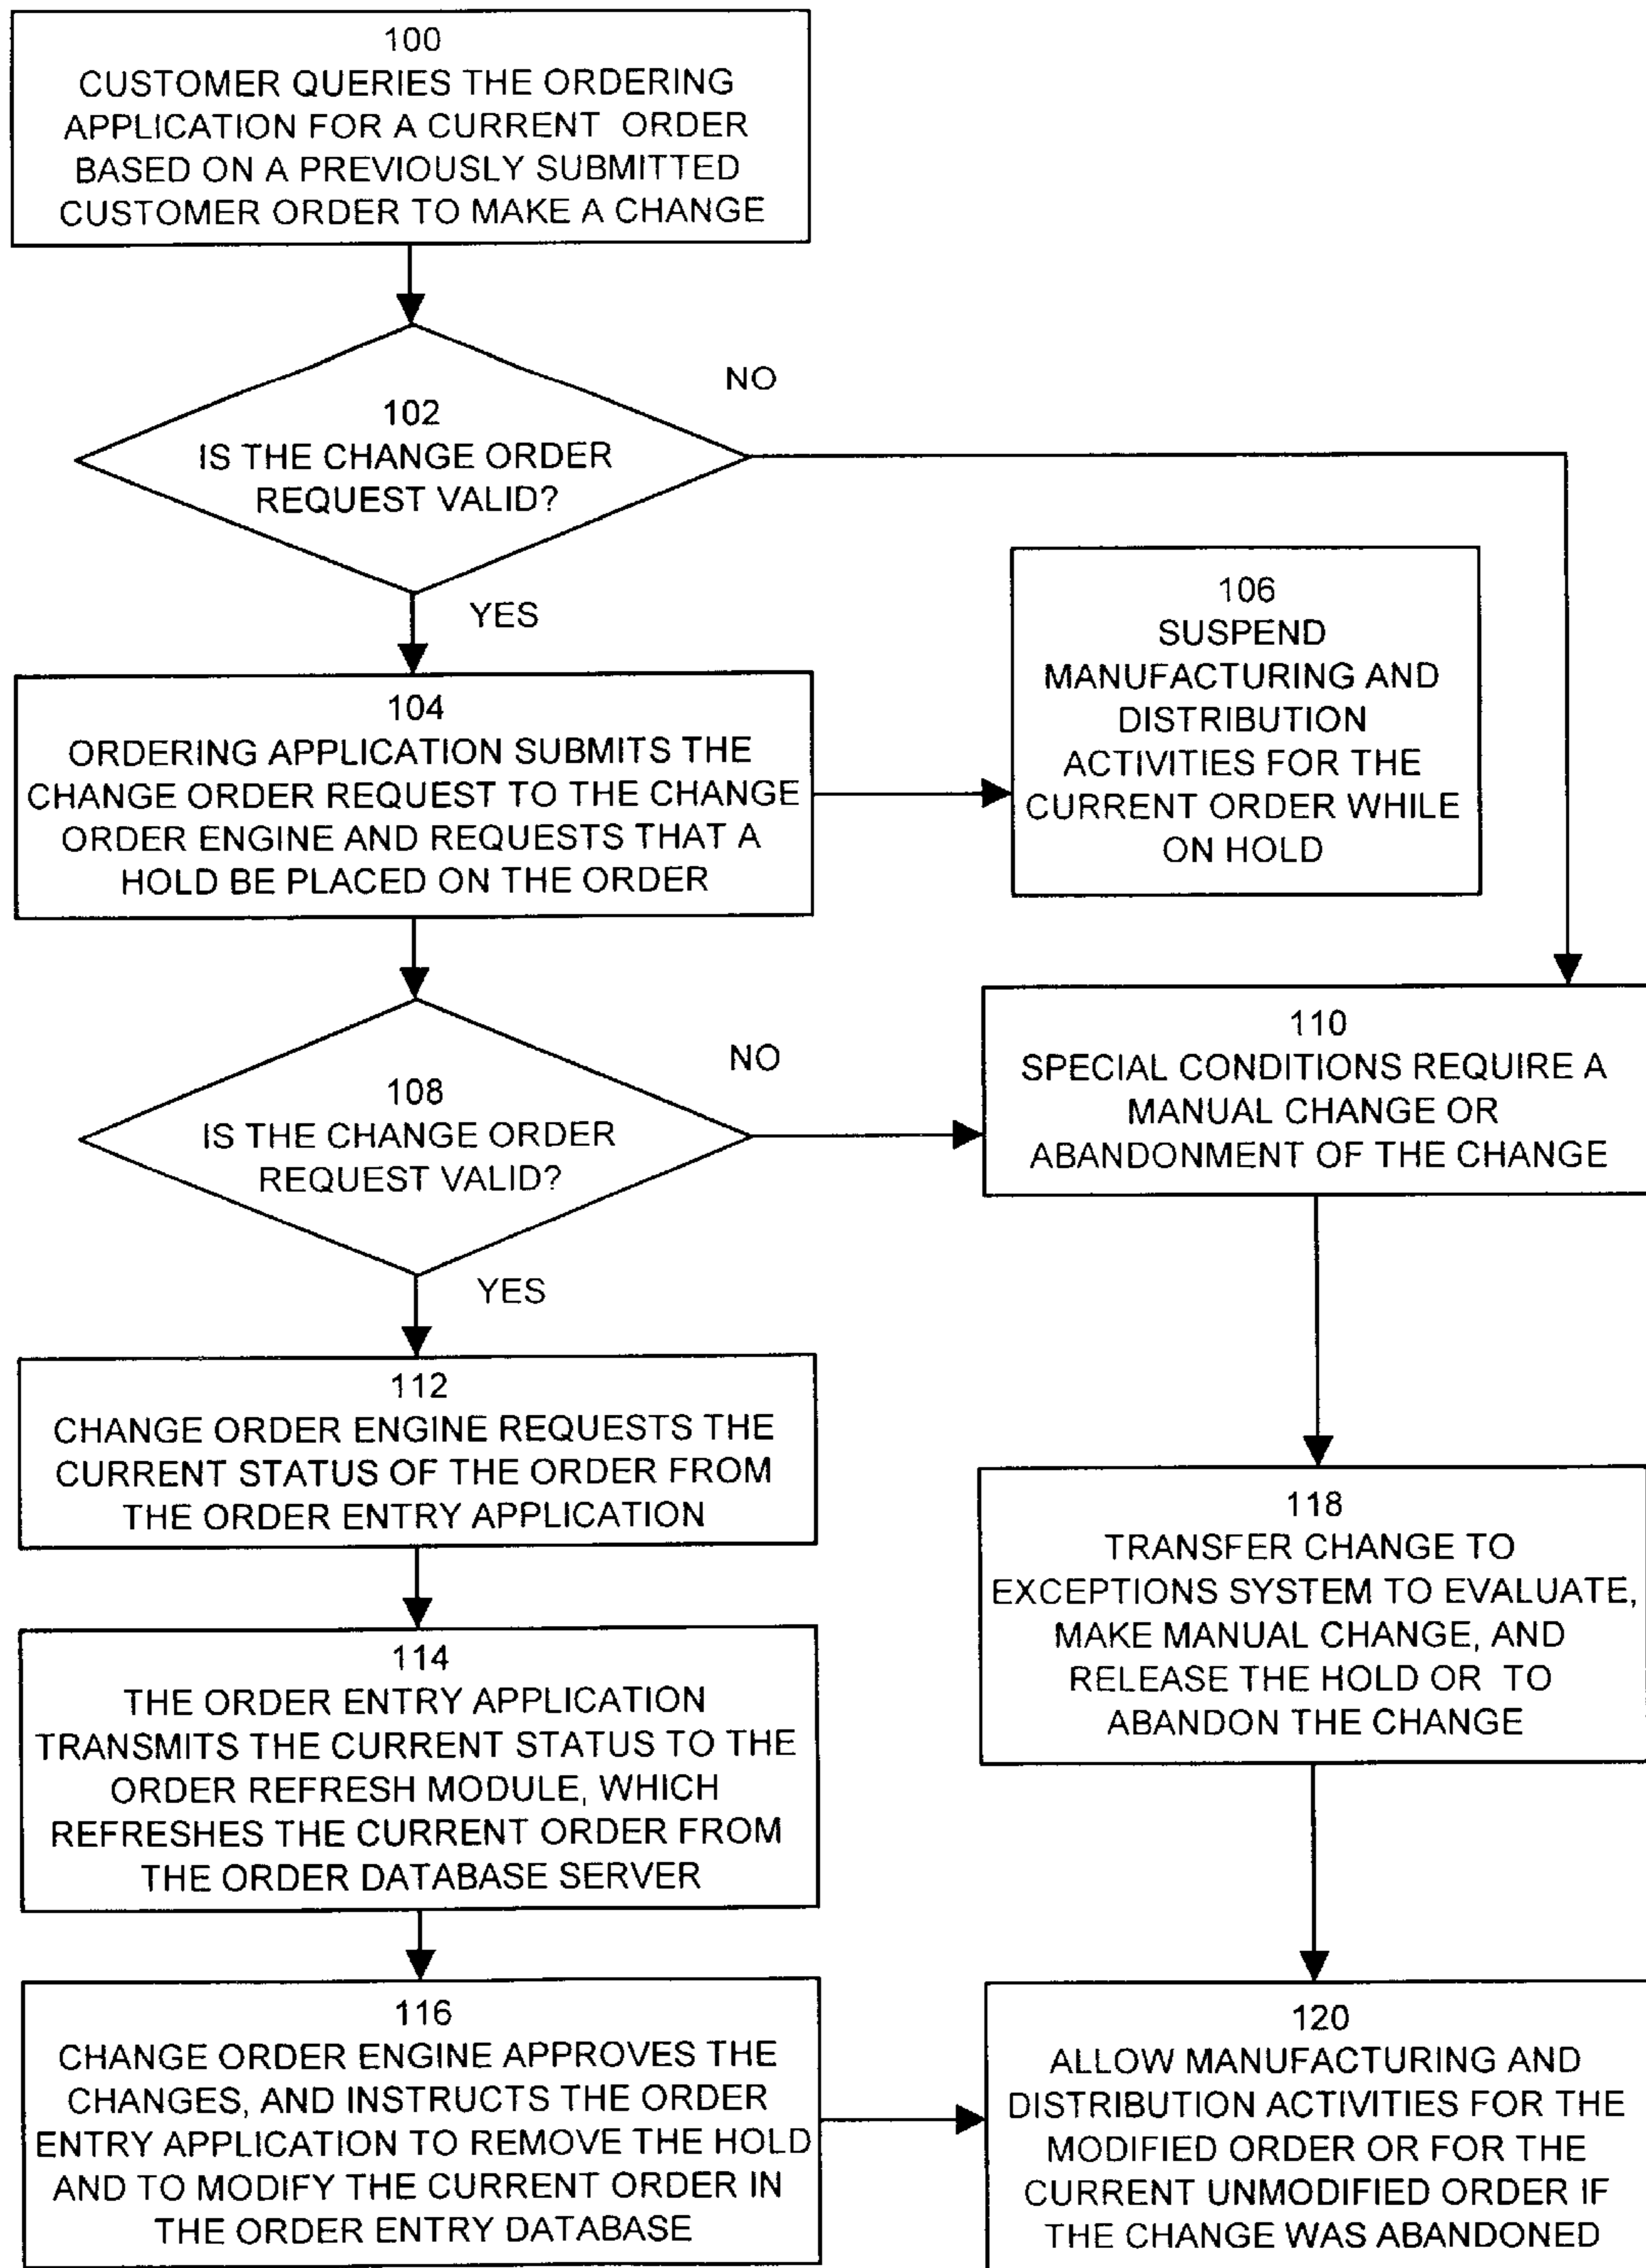 100
CUSTOMER QUERIES THE ORDERING
APPLICATION FOR A CURRENT ORDER
BASED ON A PREVIOUSLY SUBMITTED
CUSTOMER ORDER TO MAKE A CHANGE
NO
102
IS THE CHANGE ORDER
REQUEST VALID?
YES
104
ORDERING APPLICATION SUBMITS THE
CHANGE ORDER REQUEST TO THE CHANGE
ORDER ENGINE AND REQUESTS THAT A
HOLD BE PLACED ON THE ORDER
106
SUSPEND
MANUFACTURING AND
DISTRIBUTION
ACTIVITIES FOR THE
CURRENT ORDER WHILE
ON HOLD
108
IS THE CHANGE ORDER
REQUEST VALID?
NO
YES
110
SPECIAL CONDITIONS REQUIRE A
MANUAL CHANGE OR
ABANDONMENT OF THE CHANGE
112
CHANGE ORDER ENGINE REQUESTS THE
CURRENT STATUS OF THE ORDER FROM
THE ORDER ENTRY APPLICATION
114
THE ORDER ENTRY APPLICATION
TRANSMITS THE CURRENT STATUS TO THE
ORDER REFRESH MODULE, WHICH
REFRESHES THE CURRENT ORDER FROM
THE ORDER DATABASE SERVER
118
TRANSFER CHANGE TO
EXCEPTIONS SYSTEM TO EVALUATE,
MAKE MANUAL CHANGE, AND
RELEASE THE HOLD OR TO
ABANDON THE CHANGE
116
CHANGE ORDER ENGINE APPROVES THE
CHANGES, AND INSTRUCTS THE ORDER
ENTRY APPLICATION TO REMOVE THE HOLD
AND TO MODIFY THE CURRENT ORDER IN
THE ORDER ENTRY DATABASE
120
ALLOW MANUFACTURING AND
DISTRIBUTION ACTIVITIES FOR THE
MODIFIED ORDER OR FOR THE
CURRENT UNMODIFIED ORDER IF
THE CHANGE WAS ABANDONED